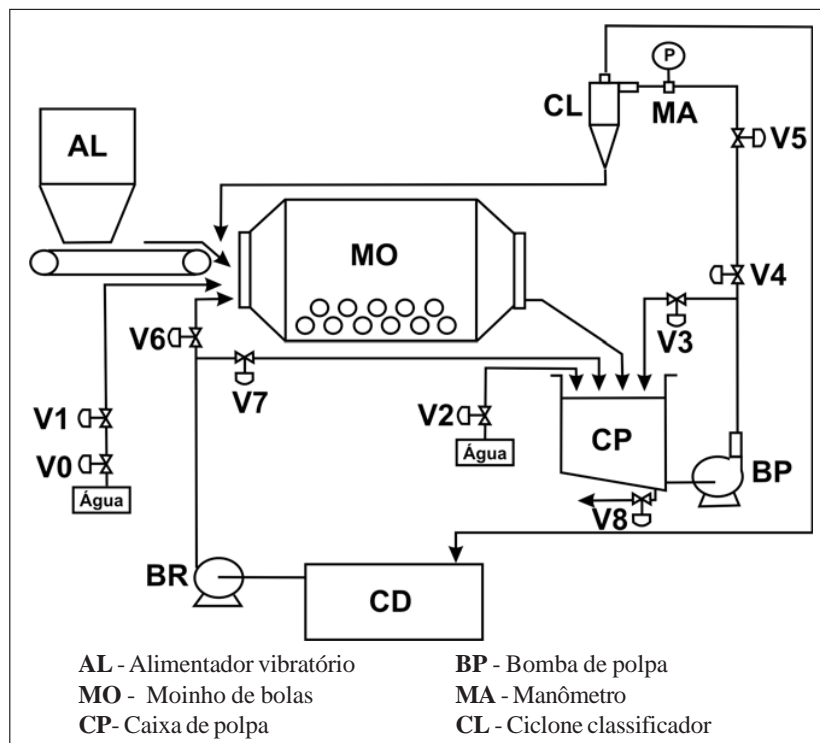 P
CL
MA
AL
V5
MO
V4
V6
V3
V7
V1
V2
CP
V0
Água
BP
Água
V8
BR
CD
AL - Alimentador vibratório
BP - Bomba de polpa
MO - Moinho de bolas
MA - Manômetro
CP- Caixa de polpa
CL - Ciclone classificador